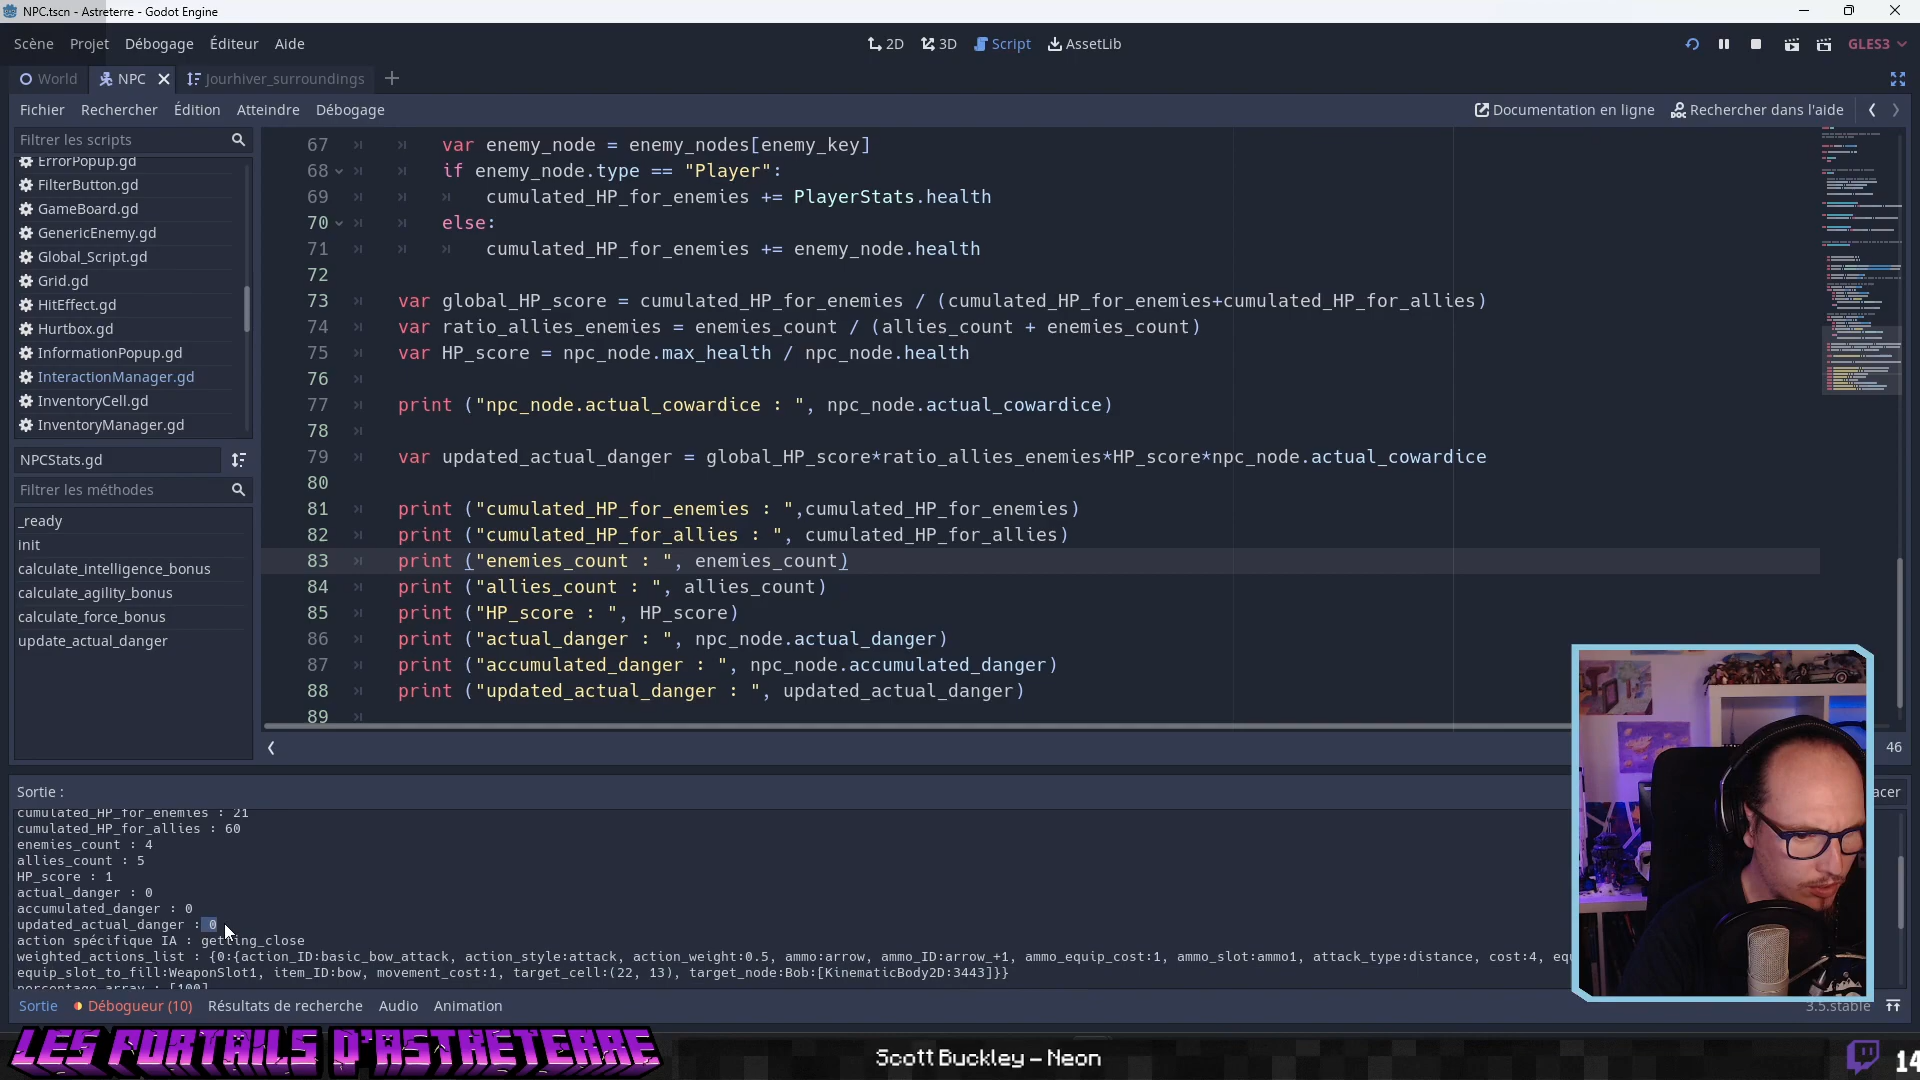 NPC.tscn - Astreterre - Godot Engine
Scène Projet Débogage Éditeur Aide
2D 3D Script AssetLib
GLES3
World NPC Jourhiver_surroundings
Fichier Rechercher Édition Atteindre Débogage
Documentation en ligne Rechercher dans l'aide
Filtrer les scripts
ErrorPopup.gd
FilterButton.gd
GameBoard.gd
GenericEnemy.gd
Global_Script.gd
Grid.gd
HitEffect.gd
Hurtbox.gd
InformationPopup.gd
InteractionManager.gd
InventoryCell.gd
InventoryManager.gd
NPCStats.gd
Filtrer les méthodes
_ready
init
calculate_intelligence_bonus
calculate_agility_bonus
calculate_force_bonus
update_actual_danger
67 var enemy_node = enemy_nodes[enemy_key]
68 if enemy_node.type == "Player":
69 cumulated_HP_for_enemies += PlayerStats.health
70 else:
71 cumulated_HP_for_enemies += enemy_node.health
72
73 var global_HP_score = cumulated_HP_for_enemies / (cumulated_HP_for_enemies+cumulated_HP_for_allies)
74 var ratio_allies_enemies = enemies_count / (allies_count + enemies_count)
75 var HP_score = npc_node.max_health / npc_node.health
76
77 print ("npc_node.actual_cowardice : ", npc_node.actual_cowardice)
78
79 var updated_actual_danger = global_HP_score*ratio_allies_enemies*HP_score*npc_node.actual_cowardice
80
81 print ("cumulated_HP_for_enemies : ",cumulated_HP_for_enemies)
82 print ("cumulated_HP_for_allies : ", cumulated_HP_for_allies)
83 print ("enemies_count : ", enemies_count)
84 print ("allies_count : ", allies_count)
85 print ("HP_score : ", HP_score)
86 print ("actual_danger : ", npc_node.actual_danger)
87 print ("accumulated_danger : ", npc_node.accumulated_danger)
88 print ("updated_actual_danger : ", updated_actual_danger)
89
46
Sortie :
acer
cumulated_HP_for_enemies : 21
cumulated_HP_for_allies : 60
enemies_count : 4
allies_count : 5
HP_score : 1
actual_danger : 0
accumulated_danger : 0
updated_actual_danger : 0
action spécifique IA : getting_close
weighted_actions_list : {0:{action_ID:basic_bow_attack, action_style:attack, action_weight:0.5, ammo:arrow, ammo_ID:arrow_+1, ammo_equip_cost:1, ammo_slot:ammo1, attack_type:distance, cost:4, equ
equip_slot_to_fill:WeaponSlot1, item_ID:bow, movement_cost:1, target_cell:(22, 13), target_node:Bob:[KinematicBody2D:3443]}}
percentage_array : [100]
Sortie Débogueur (10) Résultats de recherche Audio Animation
3.5.stable
LES PORTAILS D'ASTRETERRE
Scott Buckley – Neon
14